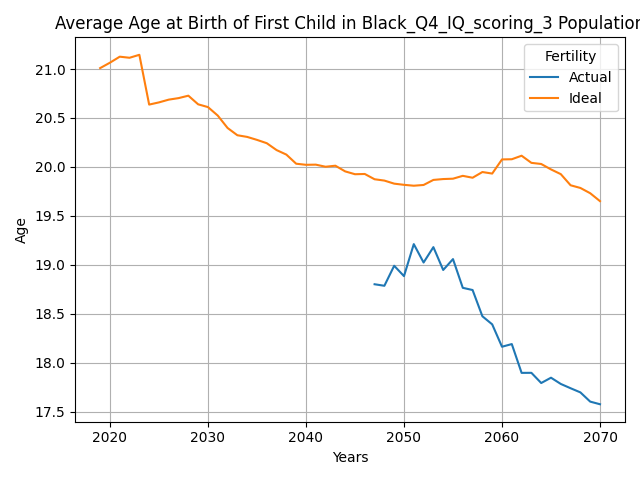 Average Age at Birth of First Child in Black_Q4_IQ_scoring_3 Population
Fertility
Actual
Ideal
21.0
20.5
20.0
19.5
19.0
18.5
18.0
17.5
Age
2020 2030 2040 2050 2060 2070
Years